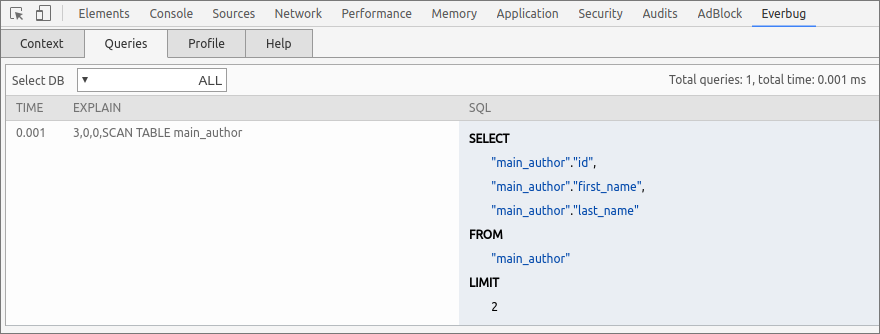 Elements Console Sources Network Performance Memory Application Security Audits AdBlock Everbug
Context Queries Profile Help
Select DB ▼ ALL Total queries: 1, total time: 0.001 ms
TIME EXPLAIN SQL
0.001 3,0,0,SCAN TABLE main_author SELECT
"main_author"."id",
"main_author"."first_name",
"main_author"."last_name"
FROM
"main_author"
LIMIT
2